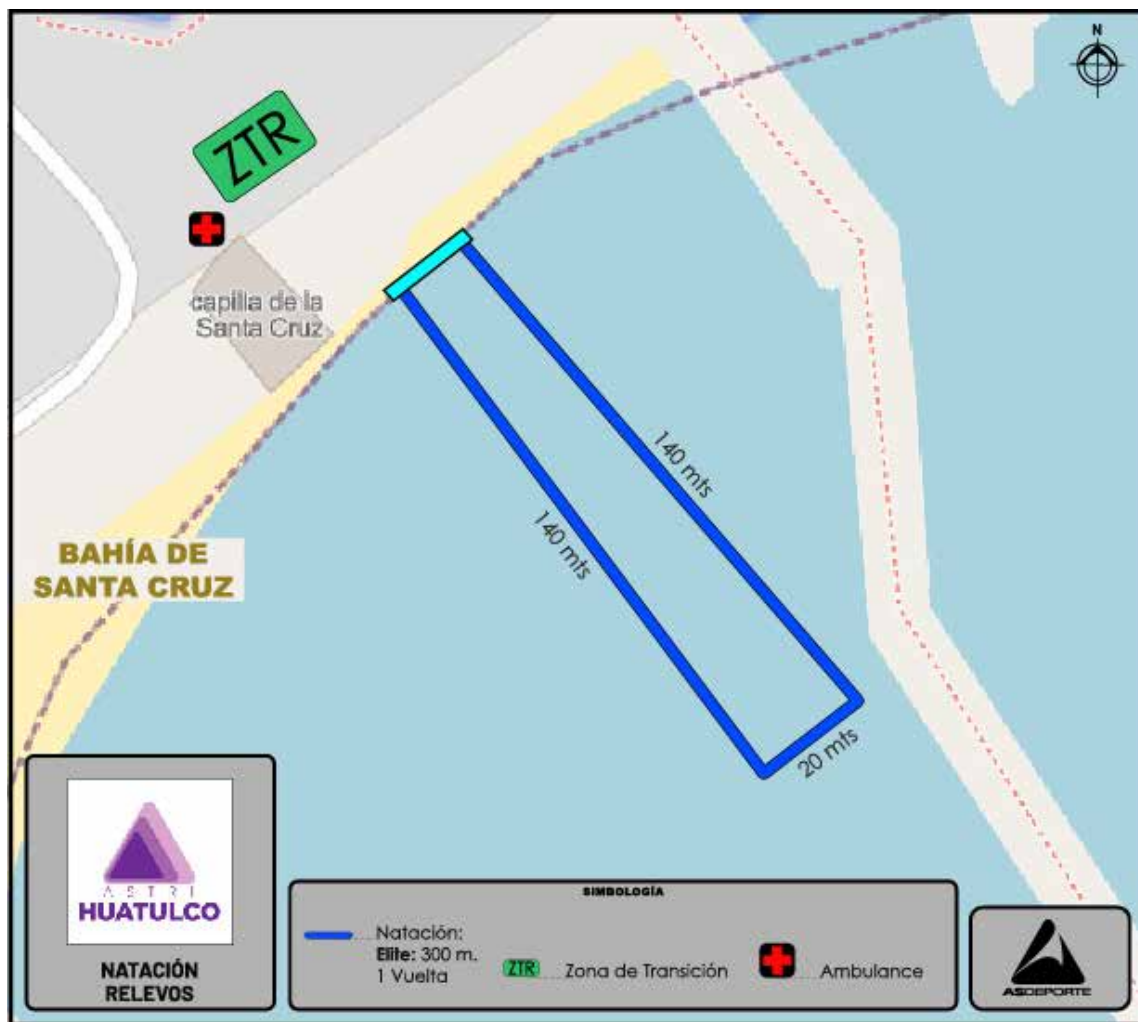 N
ZTR
capilla de la
Santa Cruz
140 mts
140 mts
20 mts
BAHÍA DE
SANTA CRUZ
ASTRI
HUATULCO
NATACIÓN
RELEVOS
SIMBOLOGÍA
Natación:
Elite: 300 m.
1 Vuelta
ZTR Zona de Transición
Ambulance
ASDEPORTE